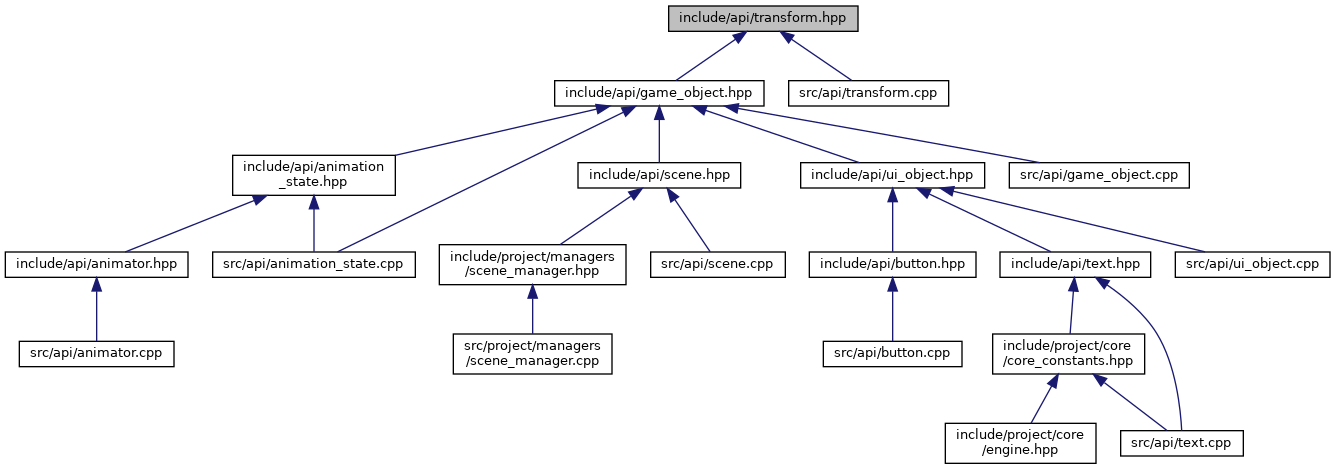 include/api/transform.hpp
include/api/game_object.hpp
src/api/transform.cpp
include/api/animation
_state.hpp
include/api/scene.hpp
include/api/ui_object.hpp
src/api/game_object.cpp
include/api/animator.hpp
src/api/animation_state.cpp
include/project/managers
/scene_manager.hpp
src/api/scene.cpp
include/api/button.hpp
include/api/text.hpp
src/api/ui_object.cpp
src/api/animator.cpp
src/project/managers
/scene_manager.cpp
src/api/button.cpp
include/project/core
/core_constants.hpp
include/project/core
/engine.hpp
src/api/text.cpp